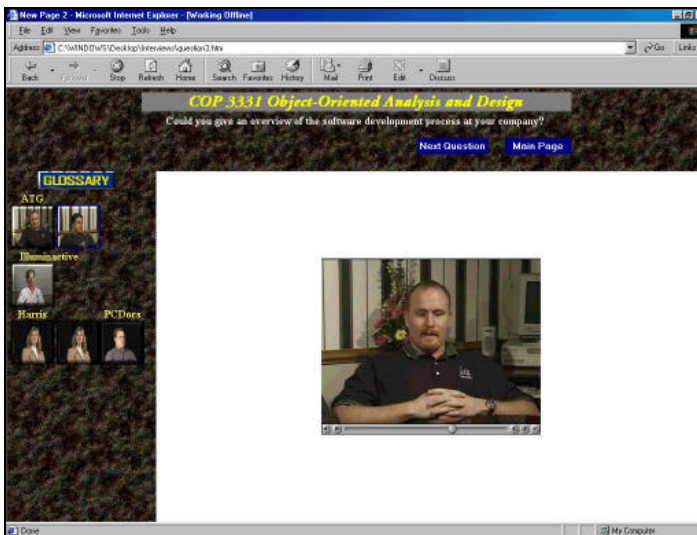 New Page 2 - Microsoft Internet Explorer - [Working Offline]
File Edit View Favorites Tools Help
Address C:\WINDOWS\Desktop\Interviews\question3.htm Go Links
Back Forward Stop Refresh Home Search Favorites History Mail Print Edit Discuss
COP 3331 Object-Oriented Analysis and Design
Could you give an overview of the software development process at your company?
Next Question Main Page
GLOSSARY
ATG
Illuminactive
Harris PCDocs
Done My Computer